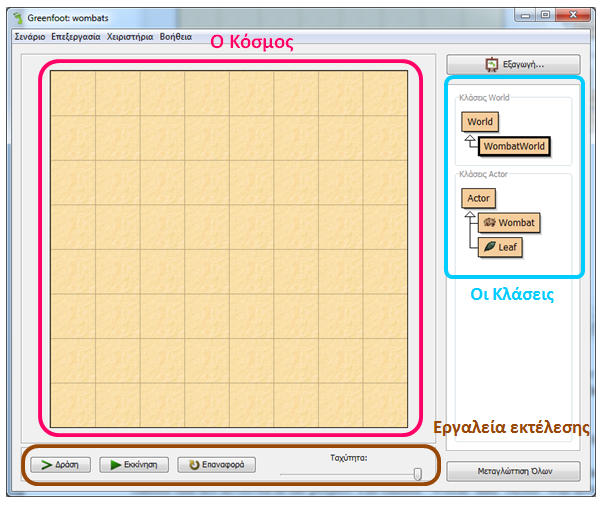 Greenfoot: wombats
Σενάριο Επεξεργασία Χειριστήρια Βοήθεια
Ο Κόσμος
Εξαγωγή...
Κλάσεις World
World
WombatWorld
Κλάσεις Actor
Actor
Wombat
Leaf
Οι Κλάσεις
Εργαλεία εκτέλεσης
Δράση
Εκκίνηση
Επαναφορά
Ταχύτητα:
Μεταγλώττιση Όλων